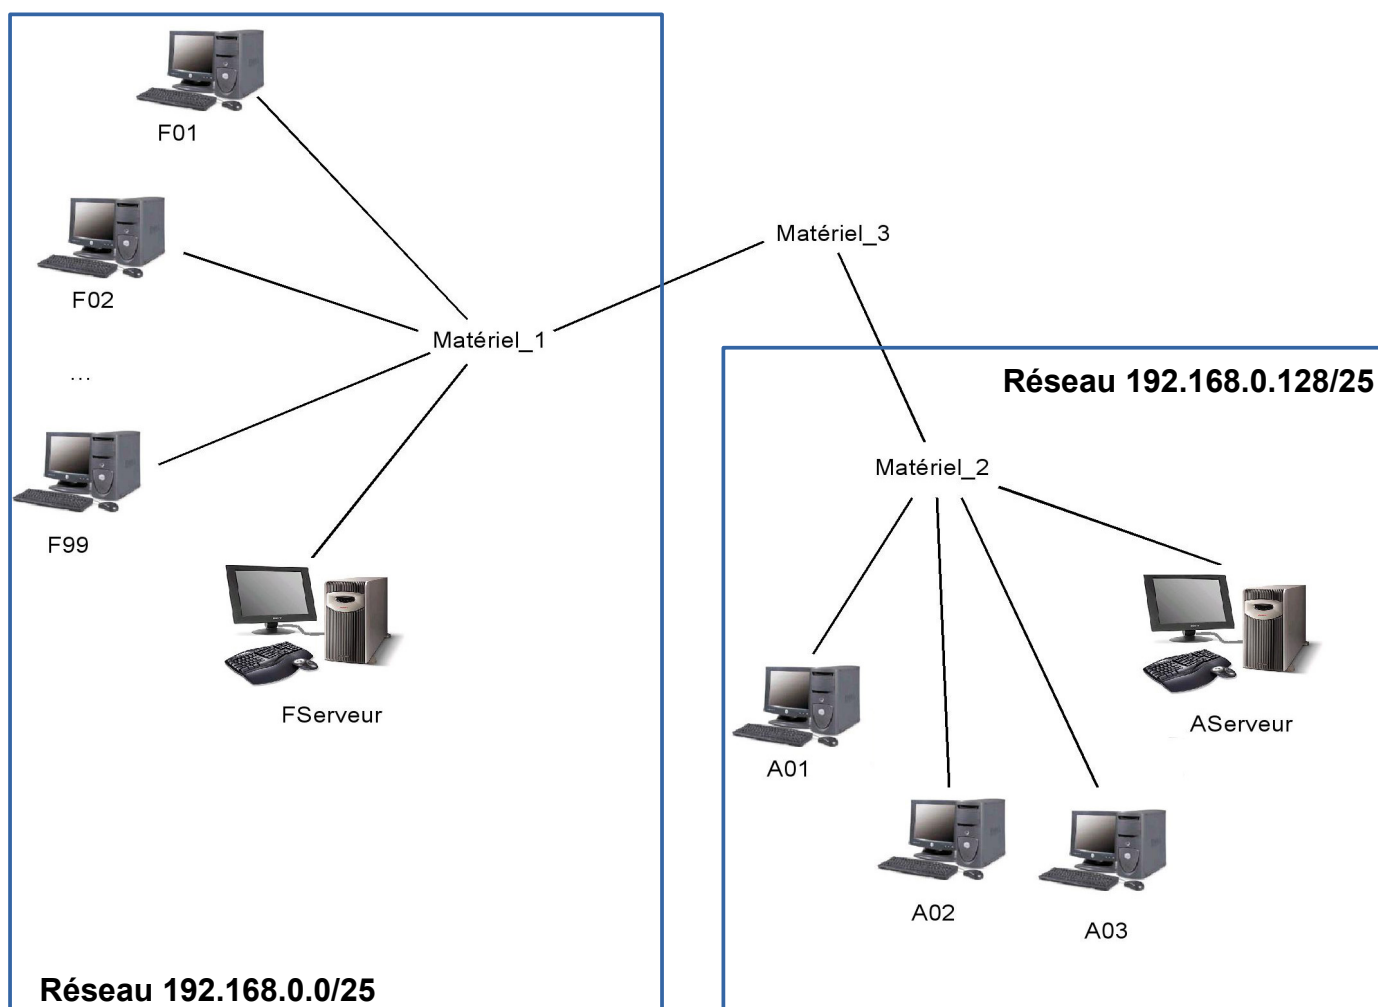 F01
Matériel_3
F02
Matériel_1
...
Réseau 192.168.0.128/25
Matériel_2
F99
FServeur
AServeur
A01
A02
A03
Réseau 192.168.0.0/25